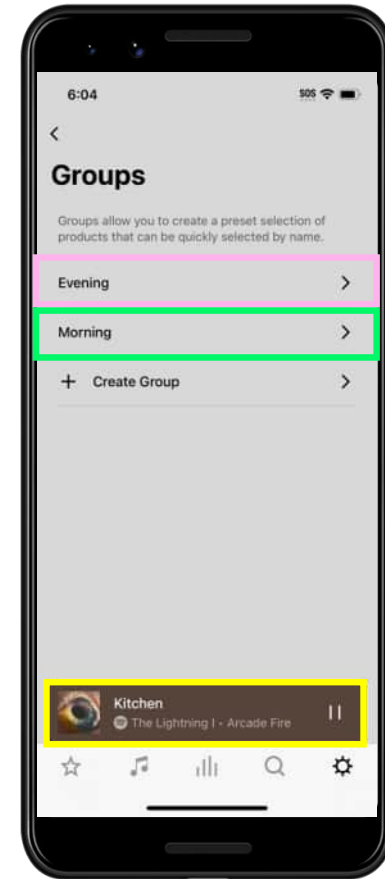 6:04
SOS
Groups
Groups allow you to create a preset selection of
products that can be quickly selected by name.
Evening
Morning
+ Create Group
Kitchen
The Lightning I - Arcade Fire